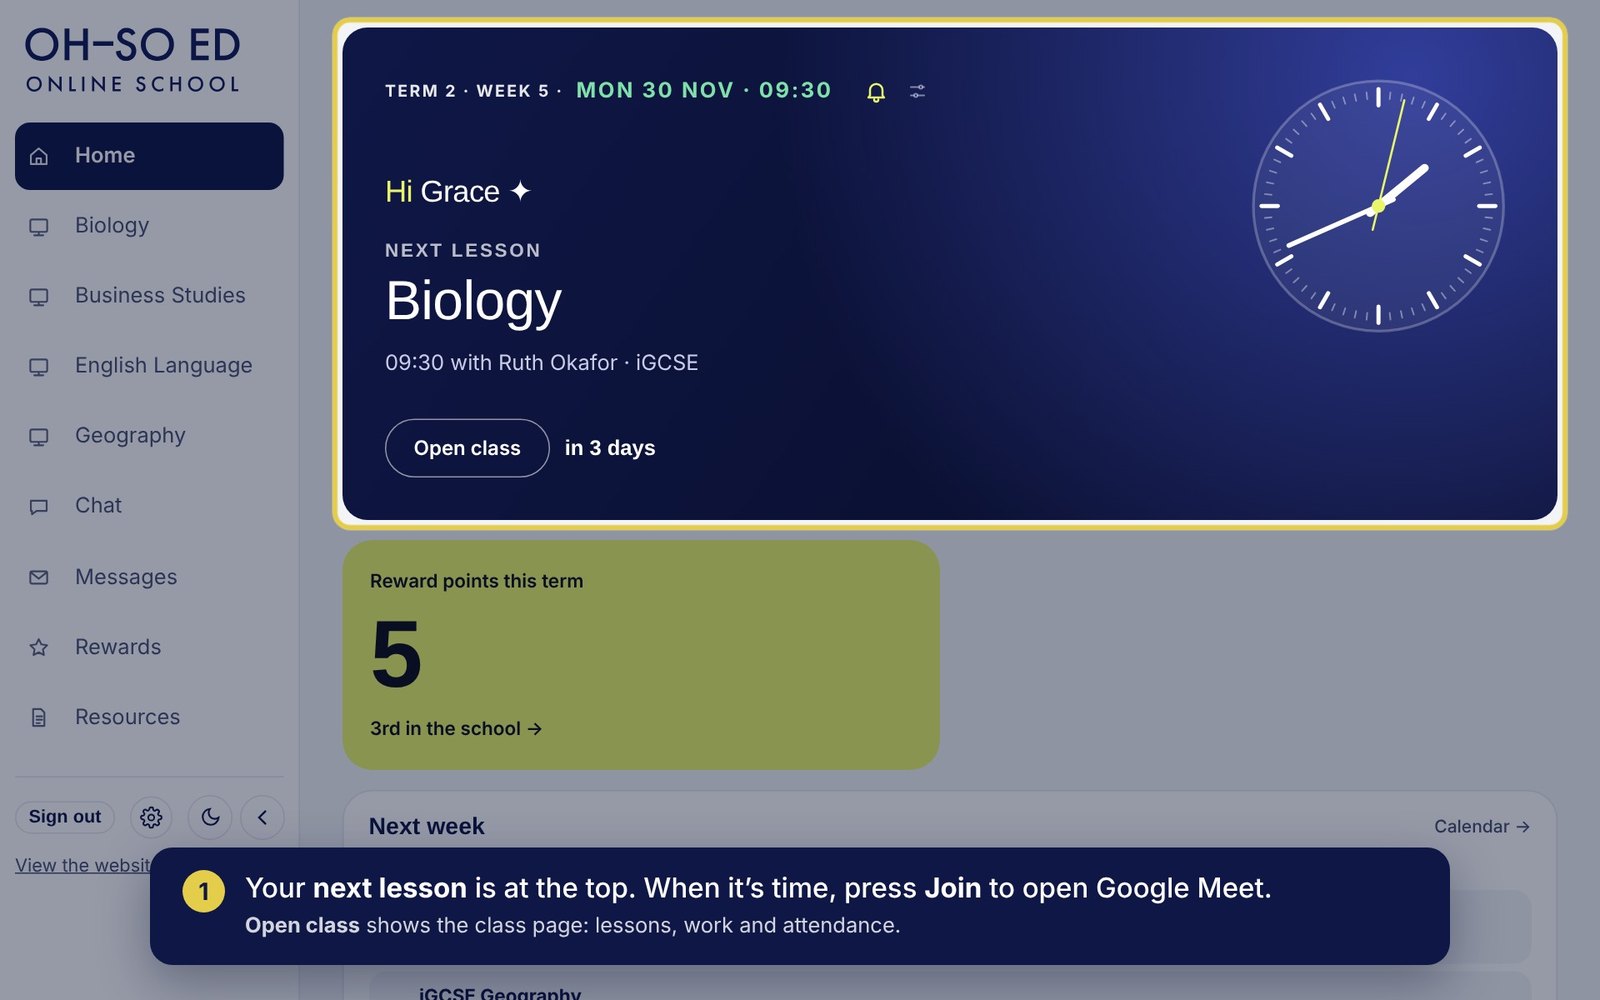 OH-SO ED
ONLINE SCHOOL
Home
Biology
Business Studies
English Language
Geography
Chat
Messages
Rewards
Resources
Sign out
View the websit
TERM 2 · WEEK 5 · MON 30 NOV · 09:30
Hi Grace ✦
NEXT LESSON
Biology
09:30 with Ruth Okafor · iGCSE
Open class in 3 days
Reward points this term
5
3rd in the school →
Next week Calendar →
1 Your next lesson is at the top. When it’s time, press Join to open Google Meet.
Open class shows the class page: lessons, work and attendance.
iGCSE Geography